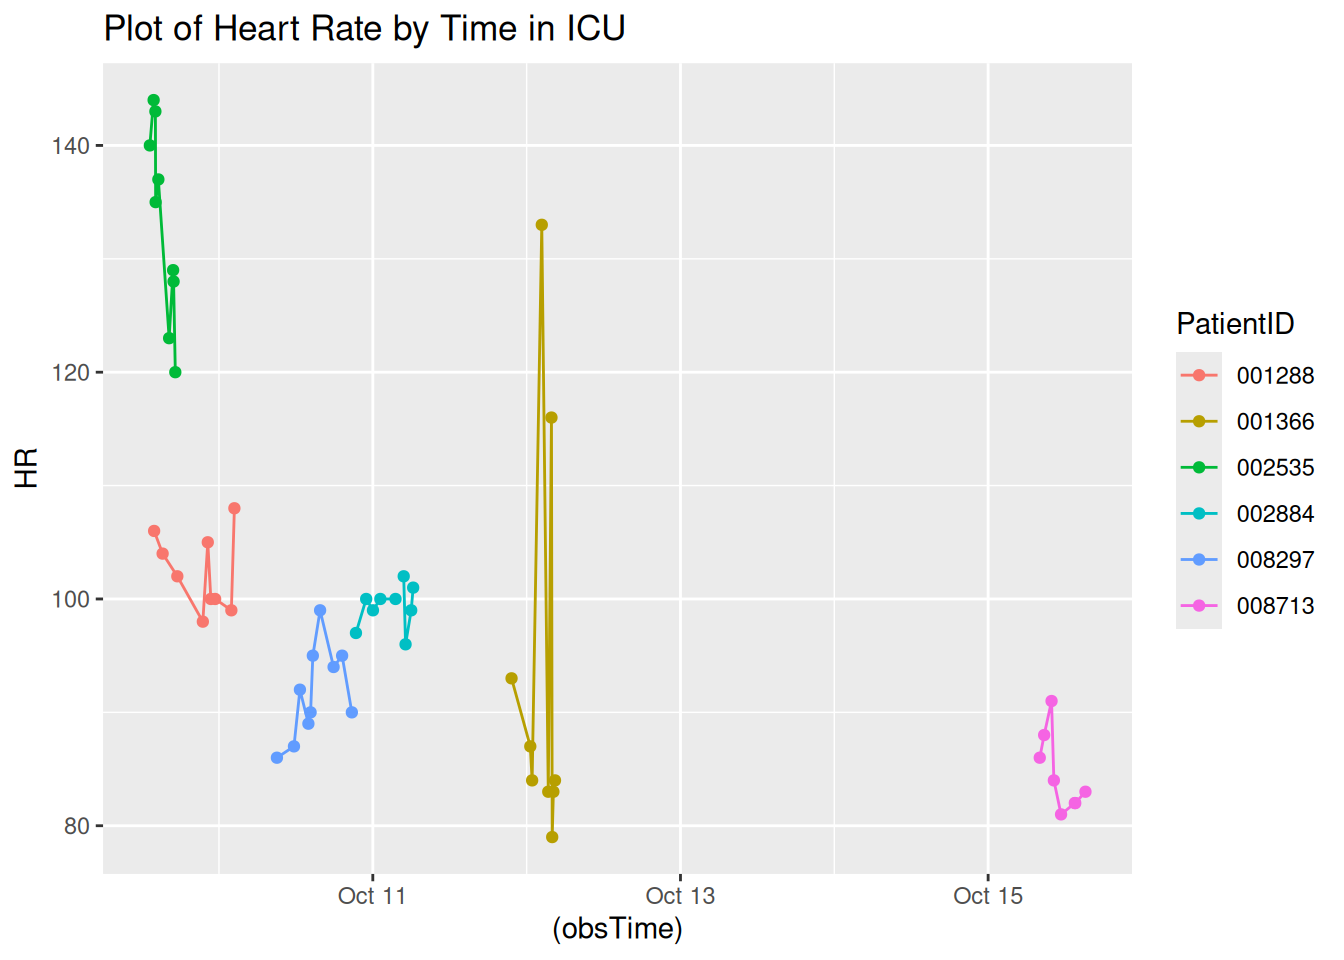 Plot of Heart Rate by Time in ICU
140
120
100
80
HR
Oct 11
Oct 13
Oct 15
(obsTime)
PatientID
001288
001366
002535
002884
008297
008713